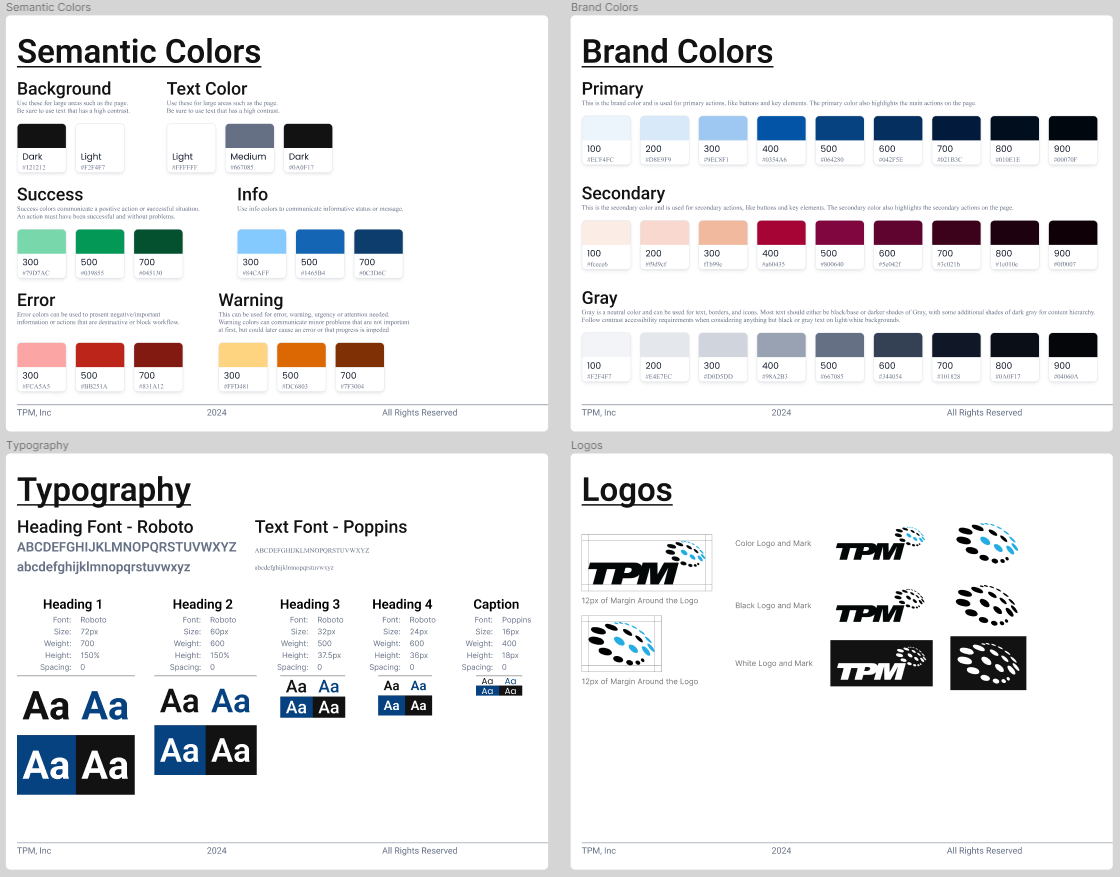 Semantic Colors
Semantic Colors
Background
Use these for large areas such as the page.
Be sure to use text that has a high contrast.
Text Color
Use these for large areas such as the page.
Be sure to use text that has a high contrast.
Dark
#121212
Light
#F2F4F7
Light
#FFFFFF
Medium
#667085
Dark
#0A0F17
Success
Success colors communicate a positive action or successful situation.
An action must have been successful and without problems.
Info
Use info colors to communicate informative status or message.
300
#79D7AC
500
#039855
700
#045130
300
#84CAFF
500
#1465B4
700
#0C3D6C
Error
Error colors can be used to present negative/important
information or actions that are destructive or block workflow.
Warning
This can be used for error, warning, urgency or attention needed.
Warning colors can communicate minor problems that are not important
at first, but could later cause an error or that progress is impeded
300
#FCA5A5
500
#BB251A
700
#831A12
300
#FFD481
500
#DC6803
700
#7F3004
TPM, Inc
2024
All Rights Reserved
Brand Colors
Brand Colors
Primary
This is the brand color and is used for primary actions, like buttons and key elements. The primary color also highlights the main actions on the page.
100
#ECF4FC
200
#D8E9F9
300
#9EC8F1
400
#0354A6
500
#064280
600
#042F5E
700
#021B3C
800
#010E1E
900
#00070F
Secondary
This is the secondary color and is used for secondary actions, like buttons and key elements. The secondary color also highlights the secondary actions on the page.
100
#fceceb
200
#f9d9cf
300
#f1b99e
400
#a60435
500
#800640
600
#5e042f
700
#3c021b
800
#1e010e
900
#0f0007
Gray
Gray is a neutral color and can be used for text, borders, and icons. Most text should either be black/base or darker shades of Gray, with some additional shades of dark gray for content hierarchy.
Follow contrast accessibility requirements when considering anything but black or gray text on light/white backgrounds.
100
#F2F4F7
200
#E4E7EC
300
#D0D5DD
400
#98A2B3
500
#667085
600
#344054
700
#101828
800
#0A0F17
900
#04060A
TPM, Inc
2024
All Rights Reserved
Typography
Typography
Heading Font - Roboto
ABCDEFGHIJKLMNOPQRSTUVWXYZ
abcdefghijklmnopqrstuvwxyz
Text Font - Poppins
ABCDEFGHIJKLMNOPQRSTUVWXYZ
abcdefghijklmnopqrstuvwxyz
Heading 1
Font: Roboto
Size: 72px
Weight: 700
Height: 150%
Spacing: 0
Aa Aa
Aa Aa
Heading 2
Font: Roboto
Size: 60px
Weight: 600
Height: 150%
Spacing: 0
Aa Aa
Aa Aa
Heading 3
Font: Roboto
Size: 32px
Weight: 500
Height: 37.5px
Spacing: 0
Aa Aa
Aa Aa
Heading 4
Font: Roboto
Size: 24px
Weight: 600
Height: 36px
Spacing: 0
Aa Aa
Aa Aa
Caption
Font: Poppins
Size: 16px
Weight: 400
Height: 18px
Spacing: 0
Aa Aa
Aa Aa
TPM, Inc
2024
All Rights Reserved
Logos
Logos
TPM
12px of Margin Around the Logo
12px of Margin Around the Logo
Color Logo and Mark
TPM
Black Logo and Mark
TPM
White Logo and Mark
TPM
TPM, Inc
2024
All Rights Reserved